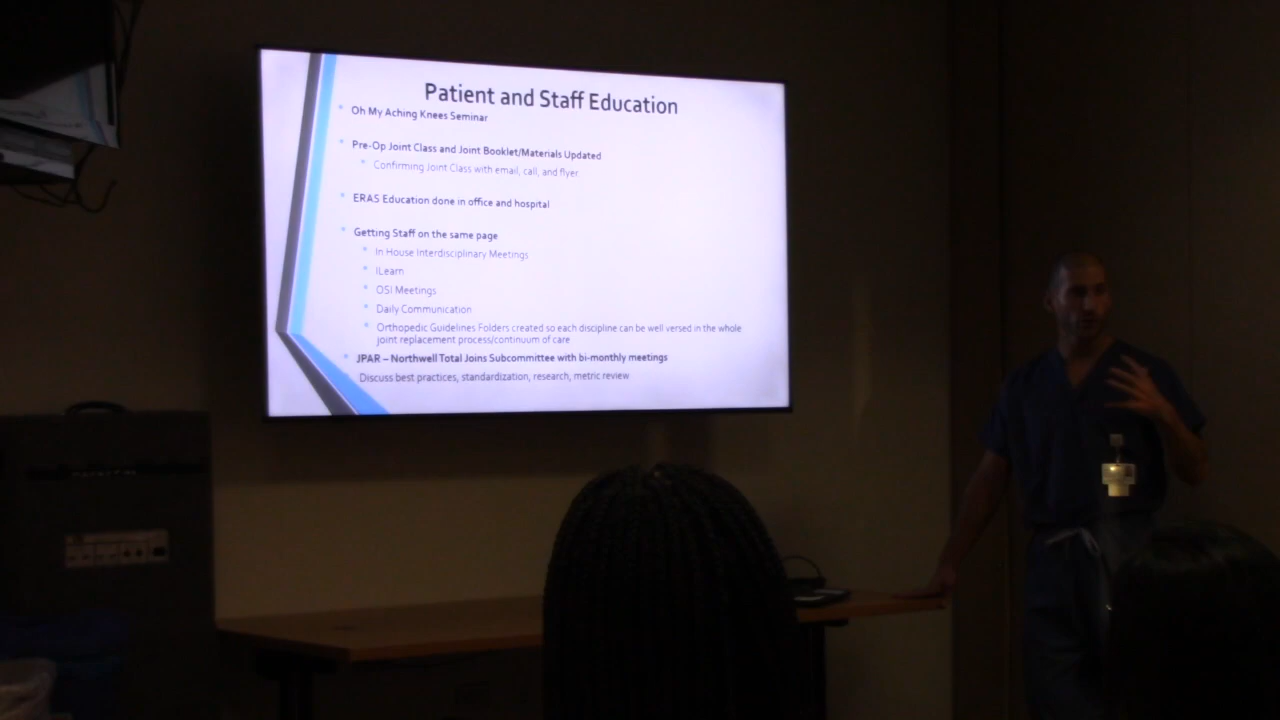 Patient and Staff Education
Oh My Aching Knees Seminar
Pre-Op Joint Class and Joint Booklet/Materials Updated
Confirming Joint Class with email, call, and flyer
ERAS Education done in office and hospital
Getting Staff on the same page
In House Interdisciplinary Meetings
ILearn
OSI Meetings
Daily Communication
Orthopedic Guidelines Folders created so each discipline can be well versed in the whole
joint replacement process/continuum of care
JPAR – Northwell Total Joins Subcommittee with bi-monthly meetings
Discuss best practices, standardization, research, metric review